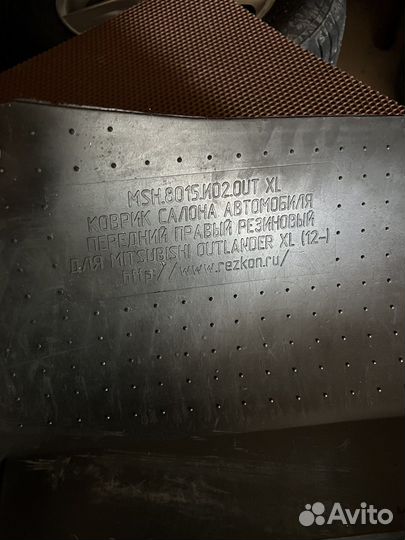 MSH.8015.И02.OUT XL
КОВРИК САЛОНА АВТОМОБИЛЯ
ПЕРЕДНИЙ ПРАВЫЙ РЕЗИНОВЫЙ
ДЛЯ MITSUBISHI OUTLANDER XL (12-)
http://www.rezkon.ru/
Avito